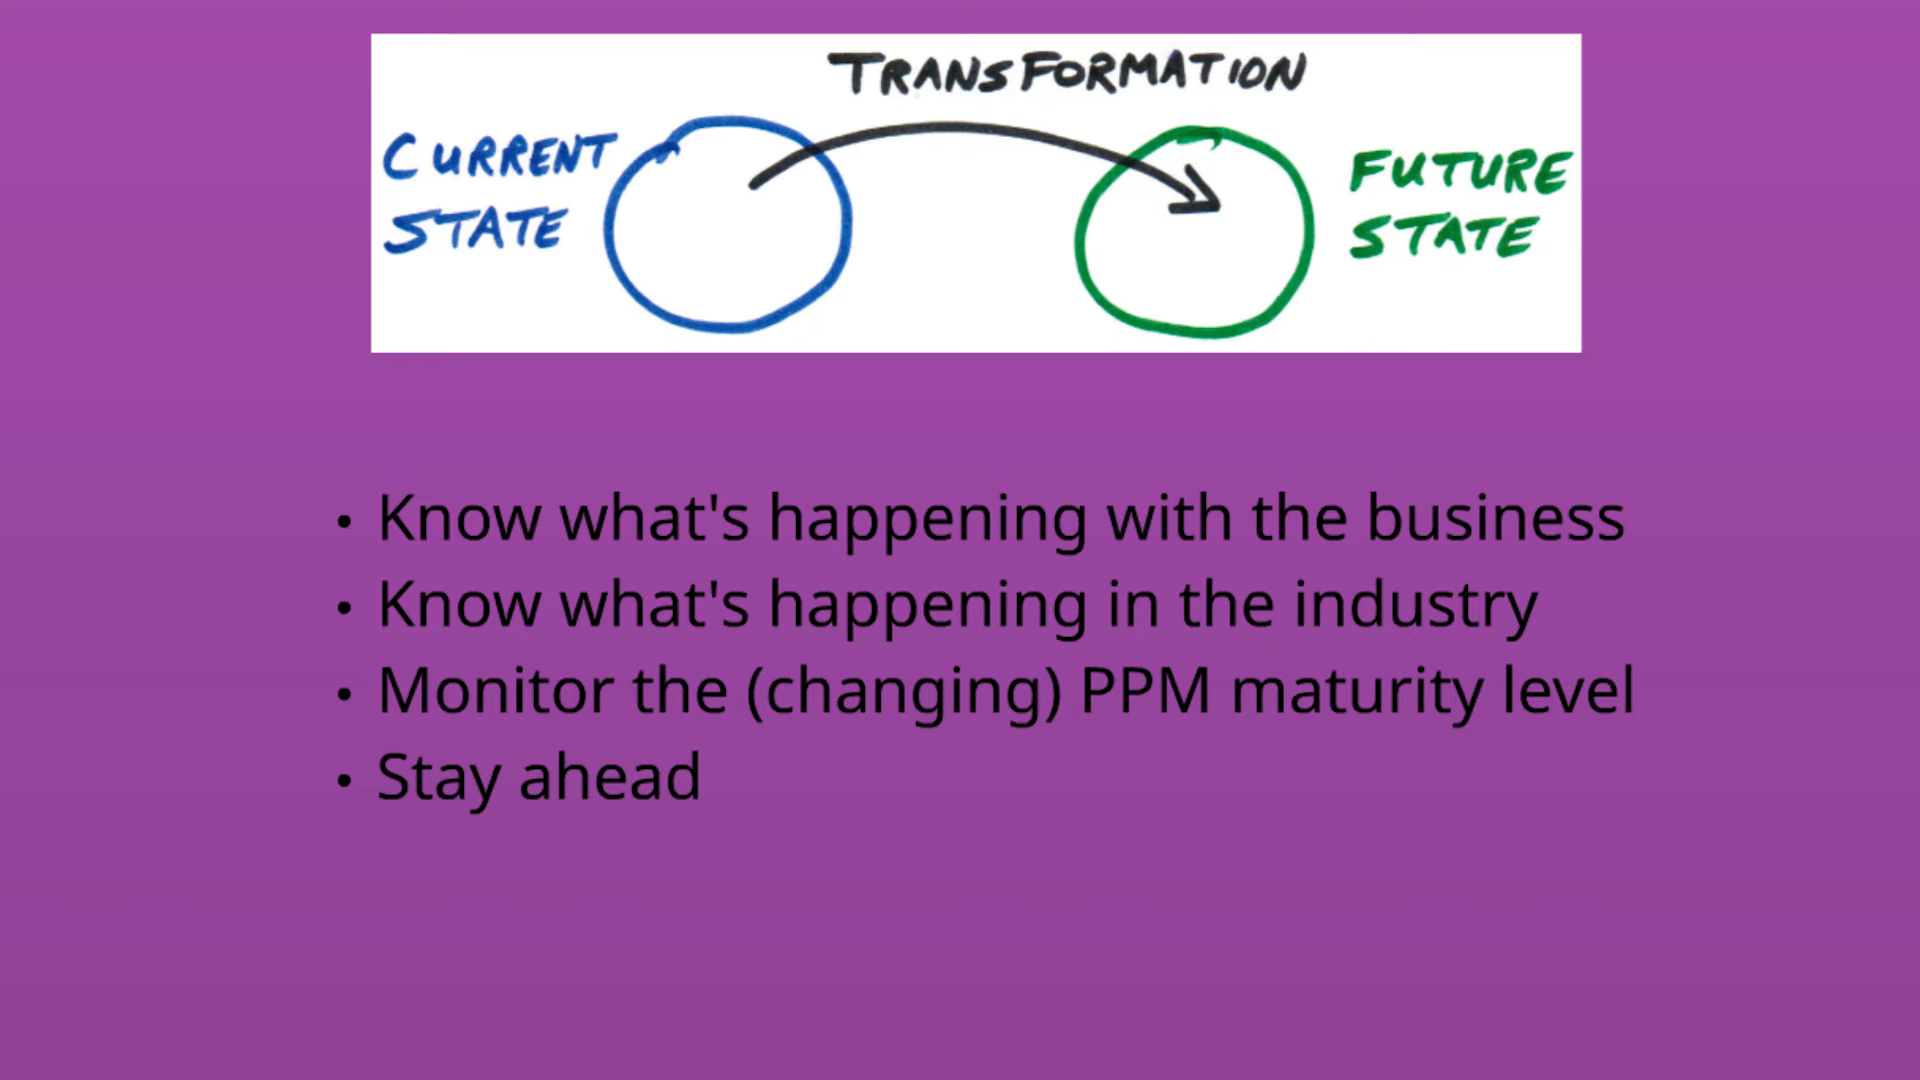 TRANSFORMATION
CURRENT
STATE
FUTURE
STATE
• Know what's happening with the business
• Know what's happening in the industry
• Monitor the (changing) PPM maturity level
• Stay ahead